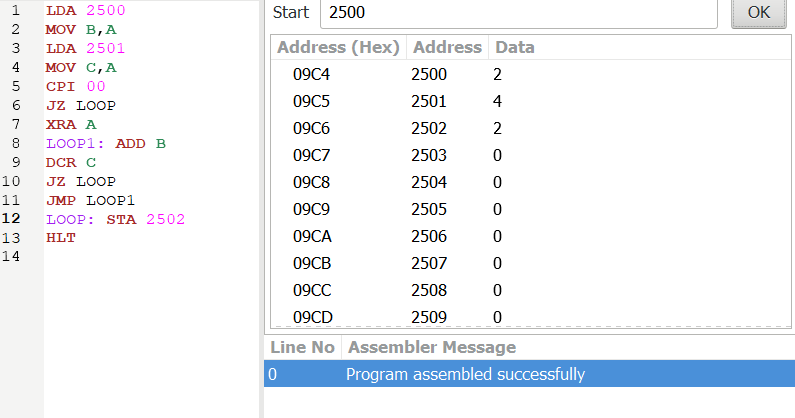 1 LDA 2500
2 MOV B,A
3 LDA 2501
4 MOV C,A
5 CPI 00
6 JZ LOOP
7 XRA A
8 LOOP1: ADD B
9 DCR C
10 JZ LOOP
11 JMP LOOP1
12 LOOP: STA 2502
13 HLT
14
Start 2500 OK
Address (Hex) Address Data
09C4 2500 2
09C5 2501 4
09C6 2502 2
09C7 2503 0
09C8 2504 0
09C9 2505 0
09CA 2506 0
09CB 2507 0
09CC 2508 0
09CD 2509 0
Line No Assembler Message
0 Program assembled successfully